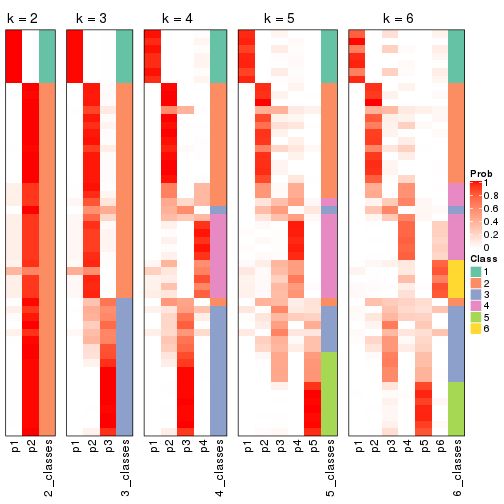 k = 2
k = 3
k = 4
k = 5
k = 6
Prob
1
0.8
0.6
0.4
0.2
0
Class
1
2
3
4
5
6
p1
p2
2_classes
p1
p2
p3
3_classes
p1
p2
p3
p4
4_classes
p1
p2
p3
p4
p5
5_classes
p1
p2
p3
p4
p5
p6
6_classes